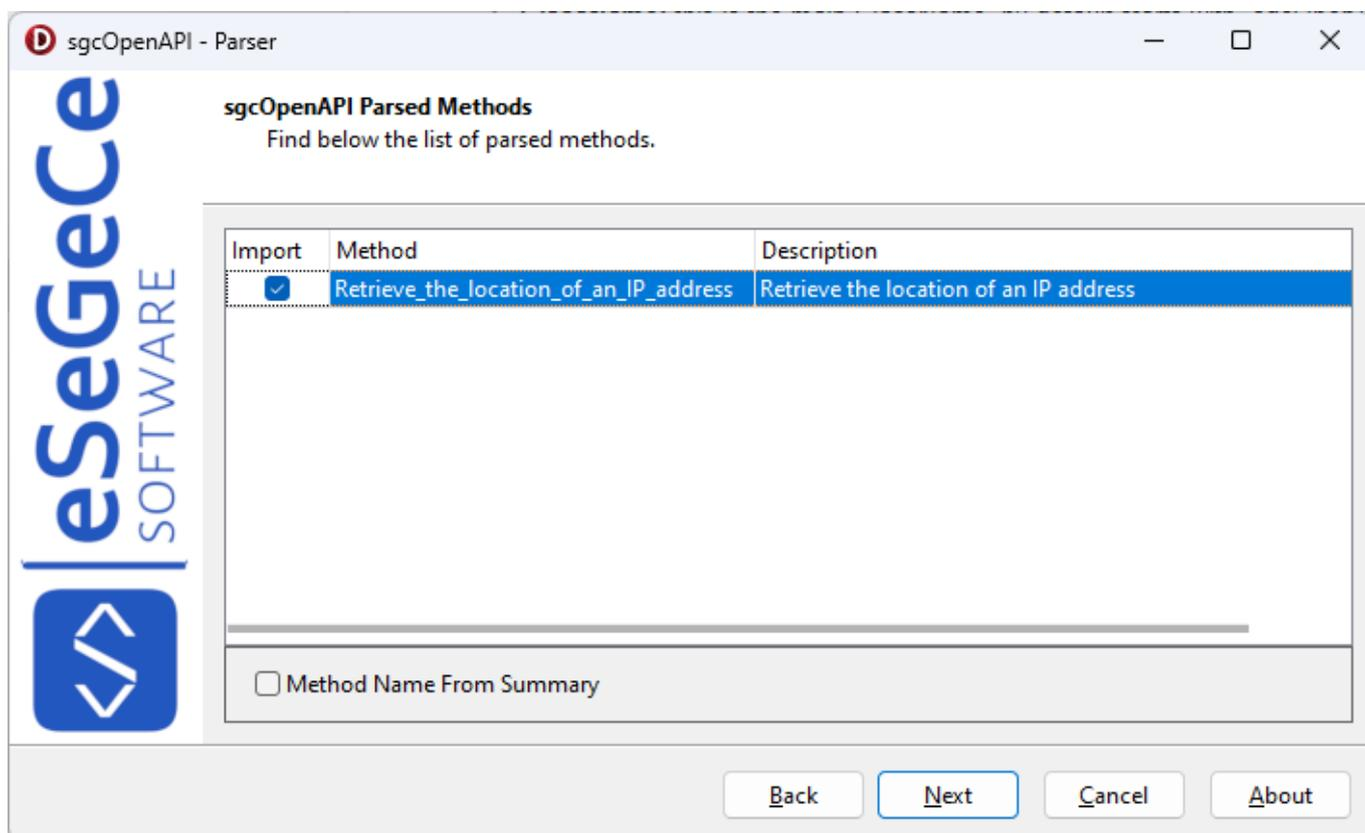 sgcOpenAPI - Parser
eSeGeCe
SOFTWARE
</>
sgcOpenAPI Parsed Methods
Find below the list of parsed methods.
Import Method Description
Retrieve_the_location_of_an_IP_address Retrieve the location of an IP address
Method Name From Summary
Back Next Cancel About